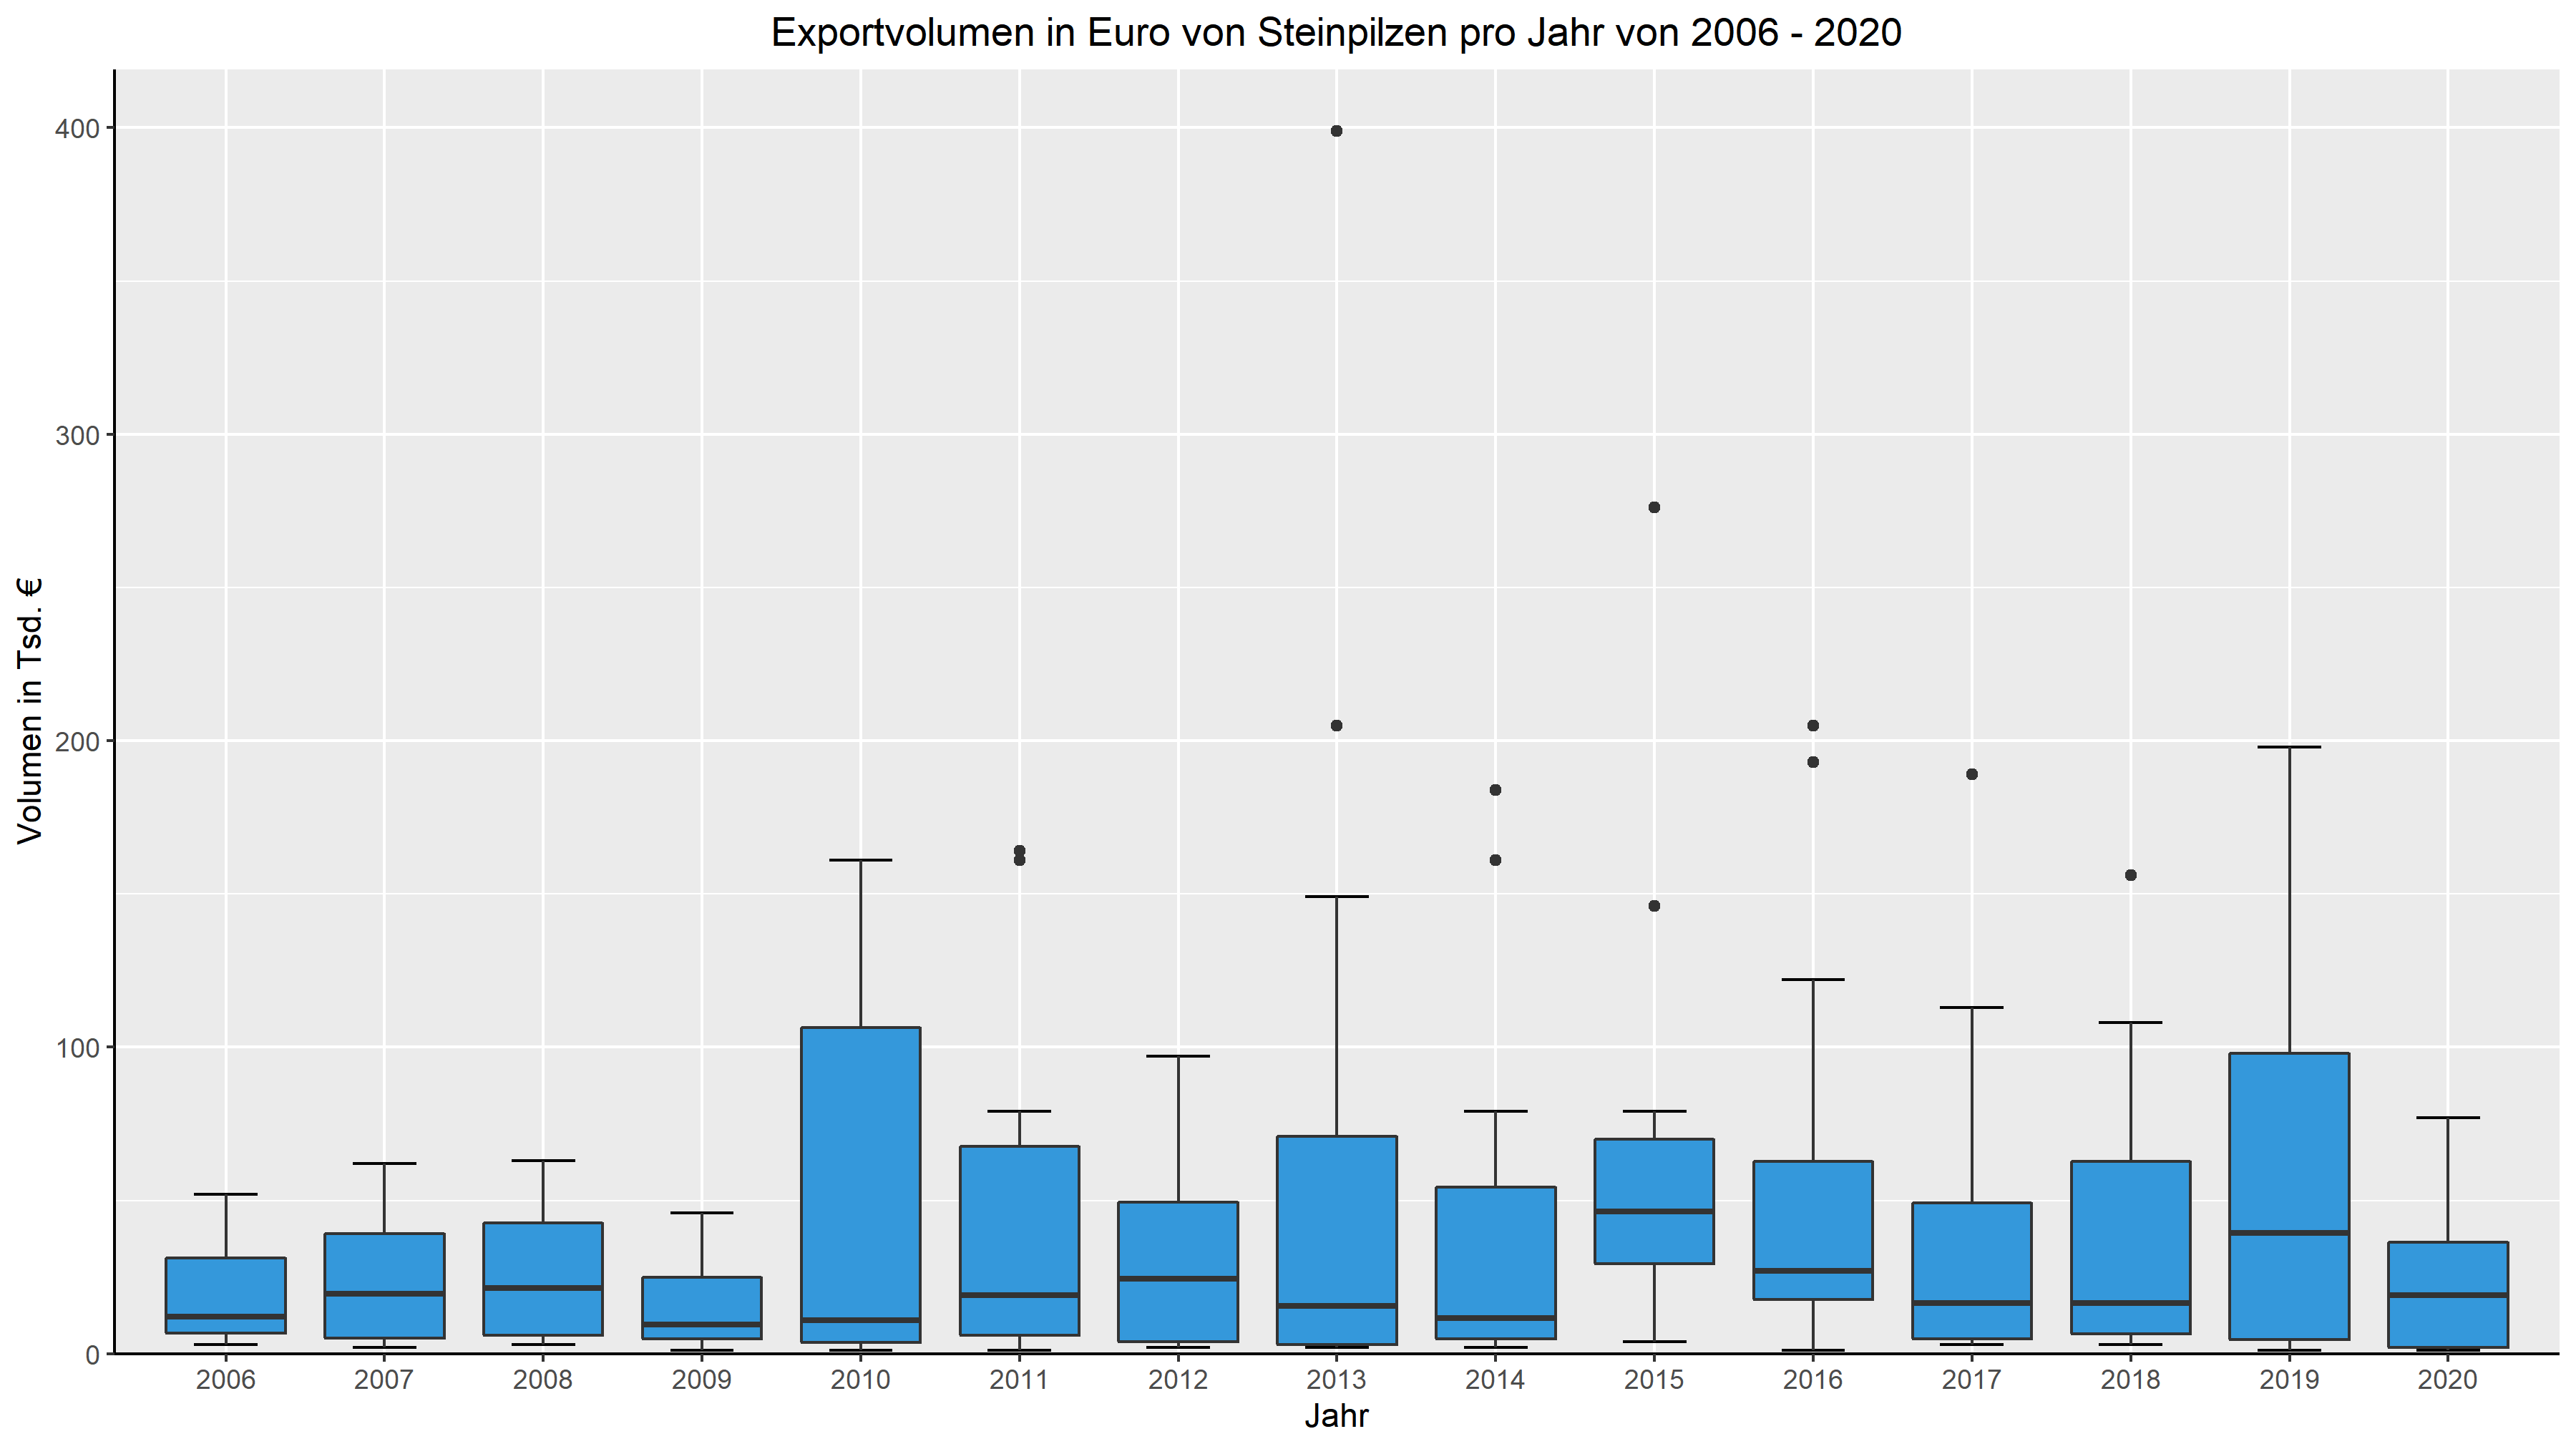 Exportvolumen in Euro von Steinpilzen pro Jahr von 2006 - 2020
Volumen in Tsd. €
400
300
200
100
0
2006 2007 2008 2009 2010 2011 2012 2013 2014 2015 2016 2017 2018 2019 2020
Jahr